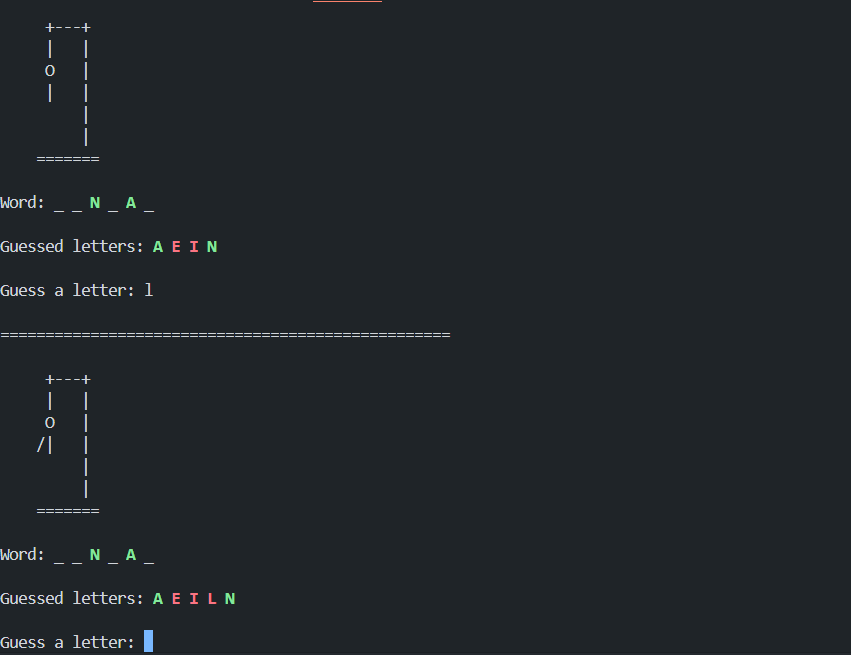 +---+
|   |
O   |
|   |
    |
    |
=======
Word: _ _ N _ A _
Guessed letters: A E I N
Guess a letter: l
==================================================
 +---+
 |   |
 O   |
/|   |
     |
     |
=======
Word: _ _ N _ A _
Guessed letters: A E I L N
Guess a letter: